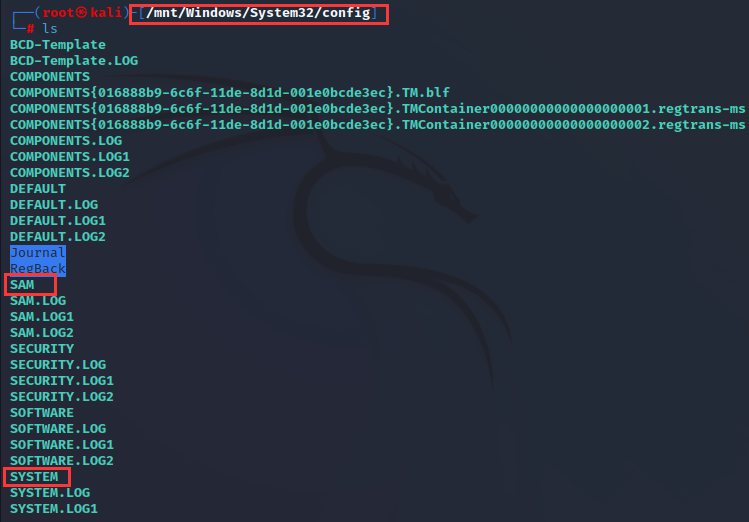 ┌──(root㉿kali)-[/mnt/Windows/System32/config]
└─# ls
BCD-Template
BCD-Template.LOG
COMPONENTS
COMPONENTS{016888b9-6c6f-11de-8d1d-001e0bcde3ec}.TM.blf
COMPONENTS{016888b9-6c6f-11de-8d1d-001e0bcde3ec}.TMContainer00000000000000000001.regtrans-ms
COMPONENTS{016888b9-6c6f-11de-8d1d-001e0bcde3ec}.TMContainer00000000000000000002.regtrans-ms
COMPONENTS.LOG
COMPONENTS.LOG1
COMPONENTS.LOG2
DEFAULT
DEFAULT.LOG
DEFAULT.LOG1
DEFAULT.LOG2
Journal
RegBack
SAM
SAM.LOG
SAM.LOG1
SAM.LOG2
SECURITY
SECURITY.LOG
SECURITY.LOG1
SECURITY.LOG2
SOFTWARE
SOFTWARE.LOG
SOFTWARE.LOG1
SOFTWARE.LOG2
SYSTEM
SYSTEM.LOG
SYSTEM.LOG1